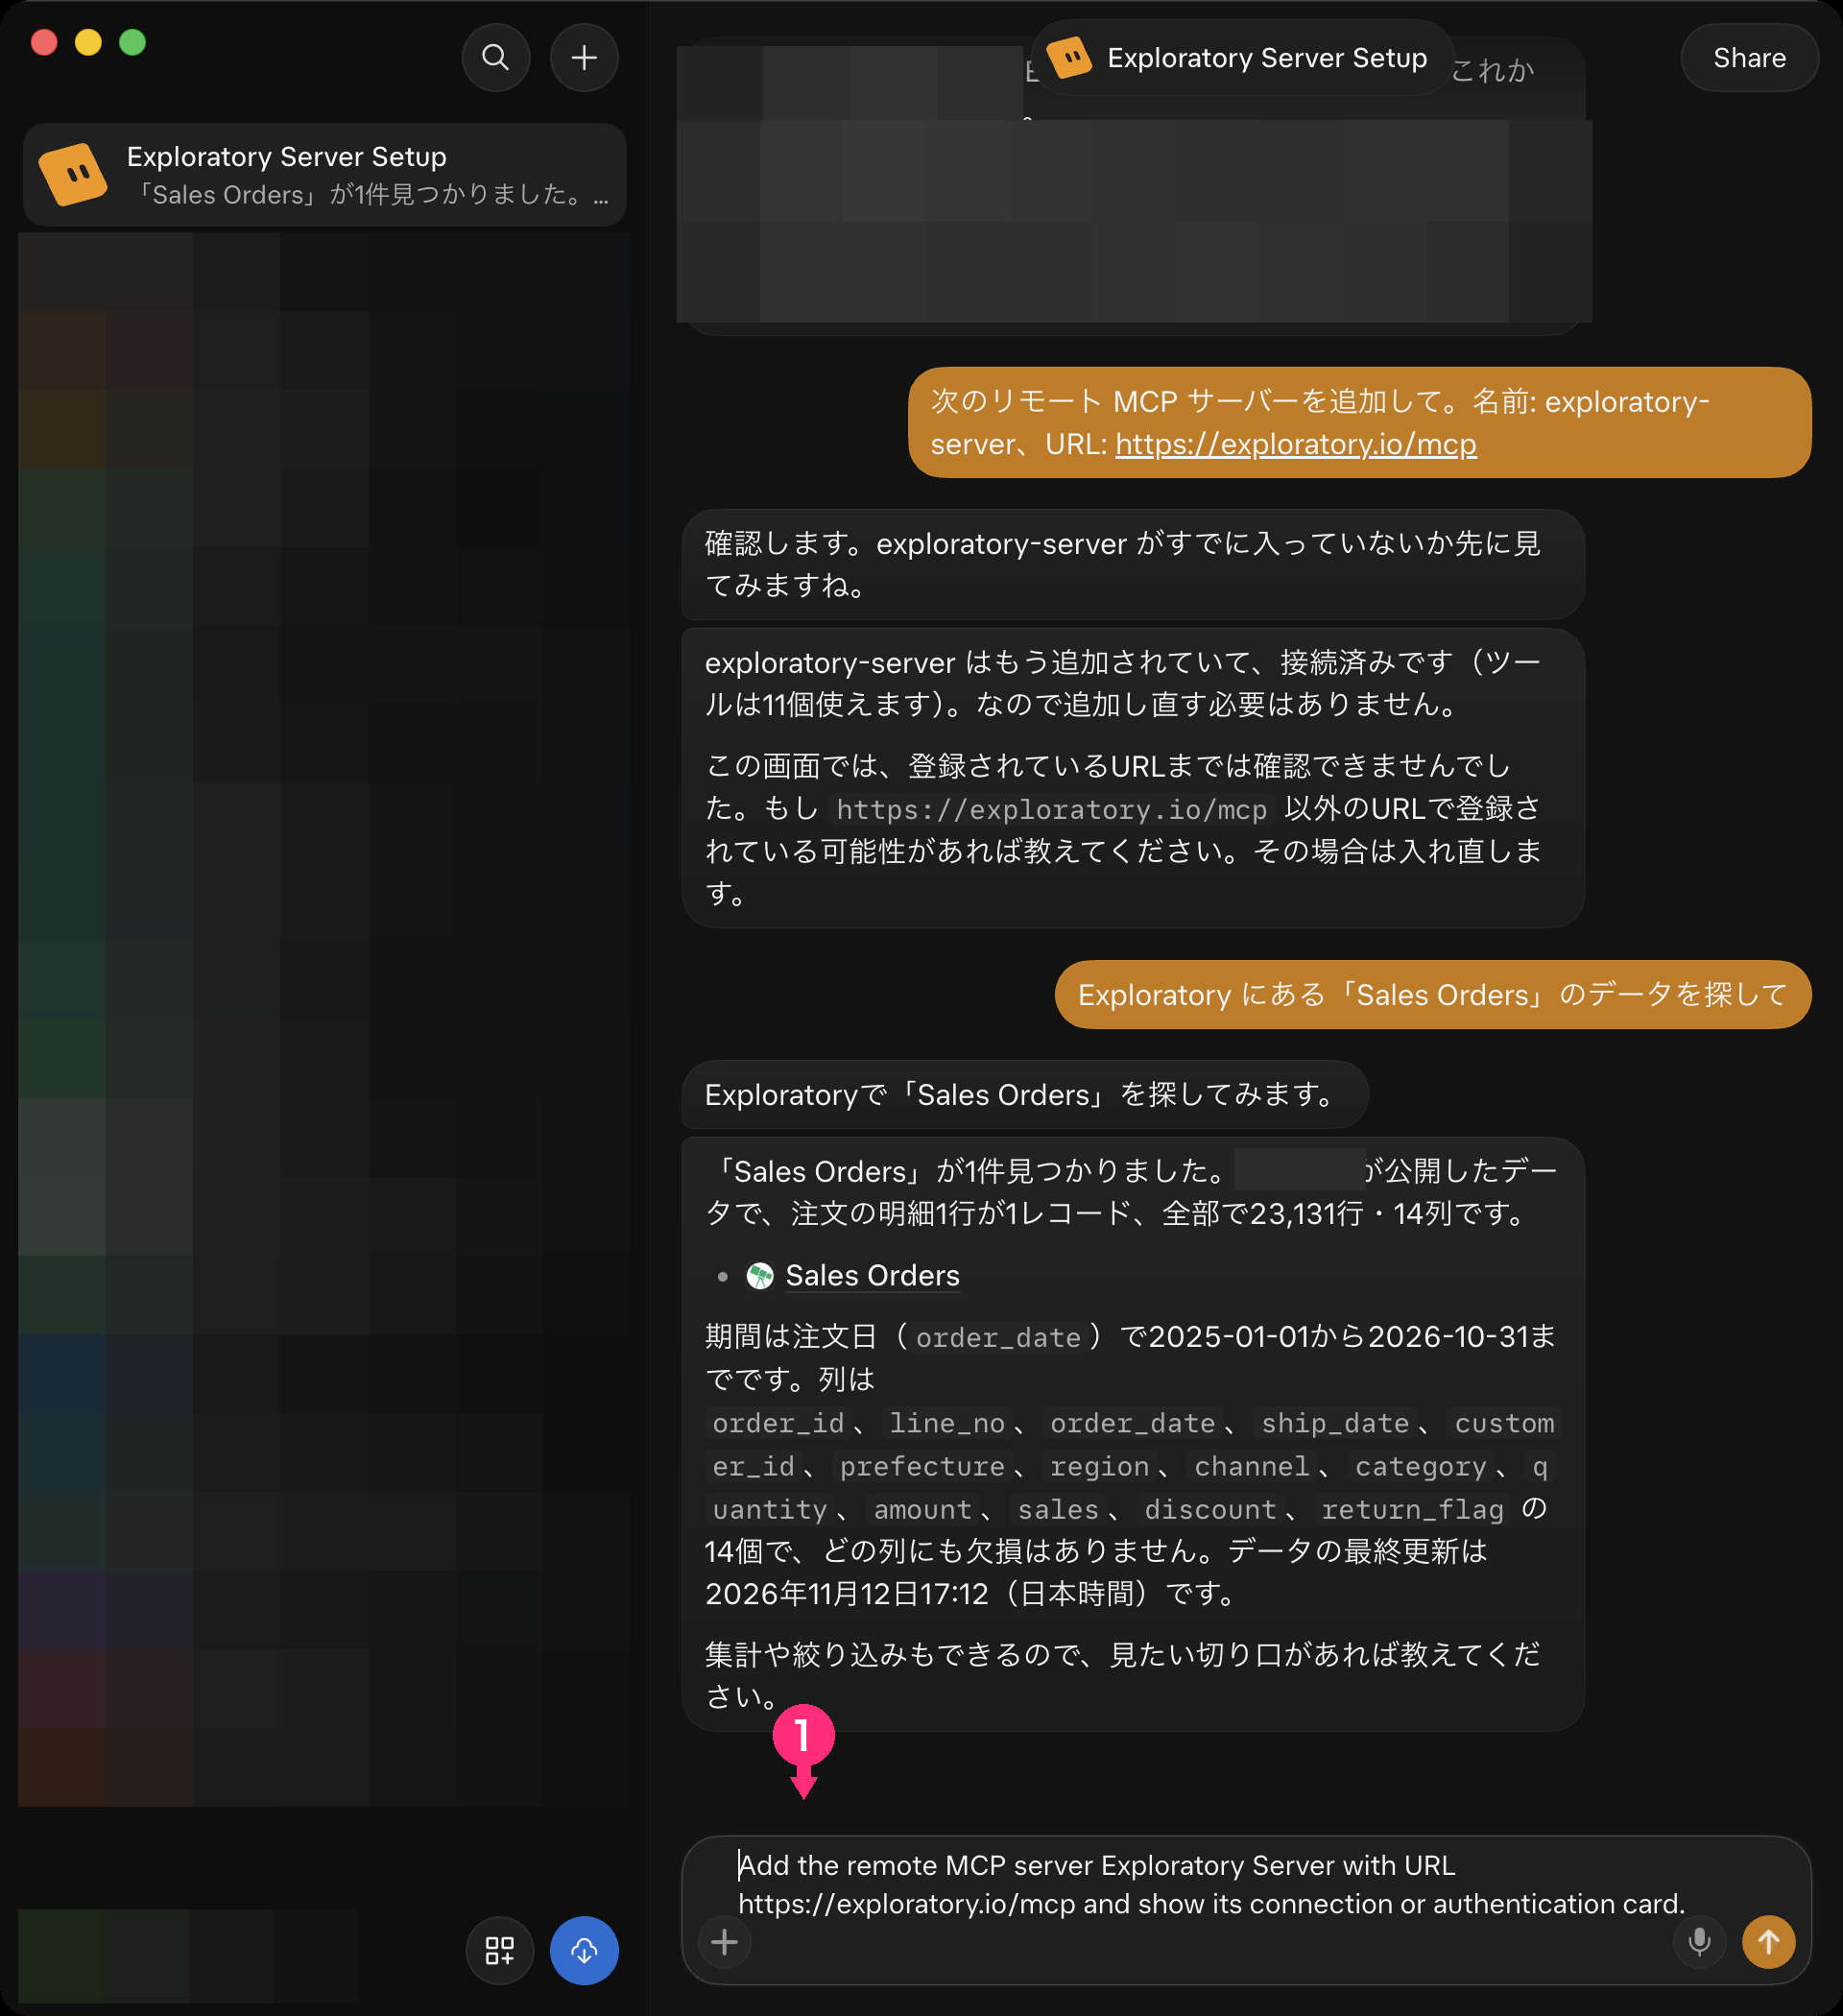 Exploratory Server Setup
「Sales Orders」が1件見つかりました。...
Exploratory Server Setup
Share
これか
次のリモート MCP サーバーを追加して。名前: exploratory-
server、URL: https://exploratory.io/mcp
確認します。exploratory-server がすでに入っていないか先に見
てみますね。
exploratory-server はもう追加されていて、接続済みです（ツー
ルは11個使えます）。なので追加し直す必要はありません。
この画面では、登録されているURLまでは確認できませんでし
た。もし https://exploratory.io/mcp 以外のURLで登録さ
れている可能性があれば教えてください。その場合は入れ直しま
す。
Exploratory にある「Sales Orders」のデータを探して
Exploratoryで「Sales Orders」を探してみます。
「Sales Orders」が1件見つかりました。 が公開したデー
タで、注文の明細1行が1レコード、全部で23,131行・14列です。
• Sales Orders
期間は注文日（order_date）で2025-01-01から2026-10-31ま
でです。列は
order_id、line_no、order_date、ship_date、custom
er_id、prefecture、region、channel、category、q
uantity、amount、sales、discount、return_flag の
14個で、どの列にも欠損はありません。データの最終更新は
2026年11月12日17:12（日本時間）です。
集計や絞り込みもできるので、見たい切り口があれば教えてくだ
さい。
1
Add the remote MCP server Exploratory Server with URL
https://exploratory.io/mcp and show its connection or authentication card.